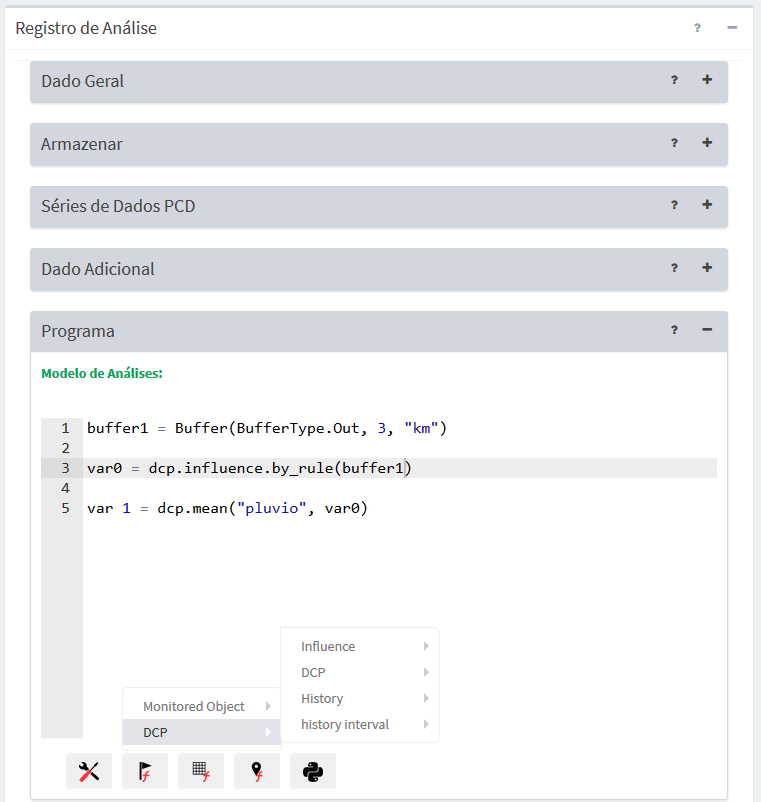 Registro de Análise ? −
Dado Geral ? +
Armazenar ? +
Séries de Dados PCD ? +
Dado Adicional ? +
Programa ? −
Modelo de Análises:
1 buffer1 = Buffer(BufferType.Out, 3, "km")
2
3 var0 = dcp.influence.by_rule(buffer1)
4
5 var 1 = dcp.mean("pluvio", var0)
Influence
DCP
History
history interval
Monitored Object
DCP